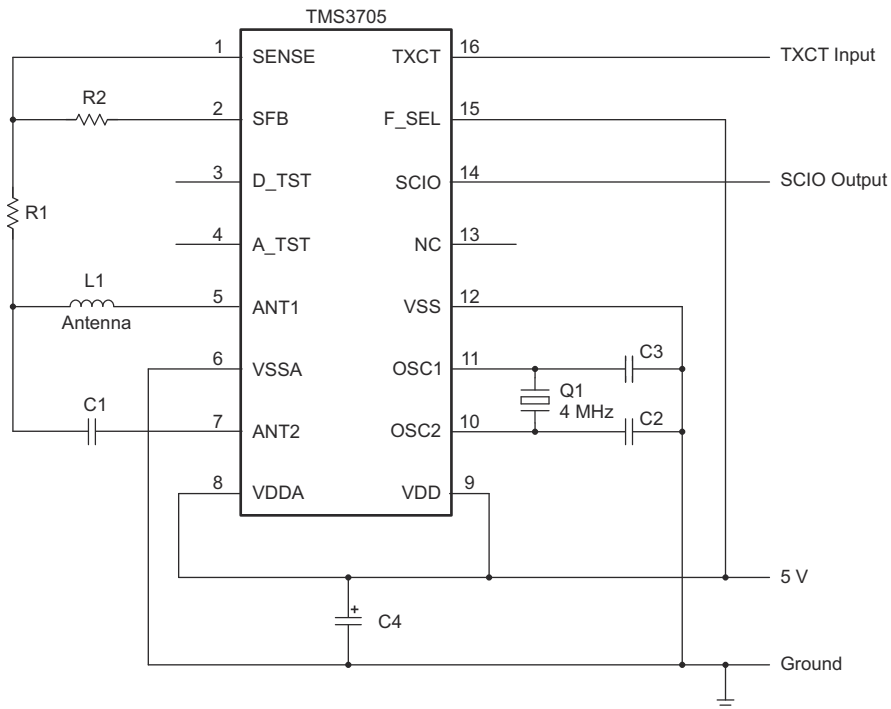 TMS3705
1 SENSE TXCT 16 TXCT Input
R2
2 SFB F_SEL 15
3 D_TST SCIO 14 SCIO Output
R1
4 A_TST NC 13
L1
Antenna
5 ANT1 VSS 12
6 VSSA OSC1 11 C3
Q1
4 MHz
C1
7 ANT2 OSC2 10 C2
8 VDDA VDD 9
5 V
+
C4
Ground